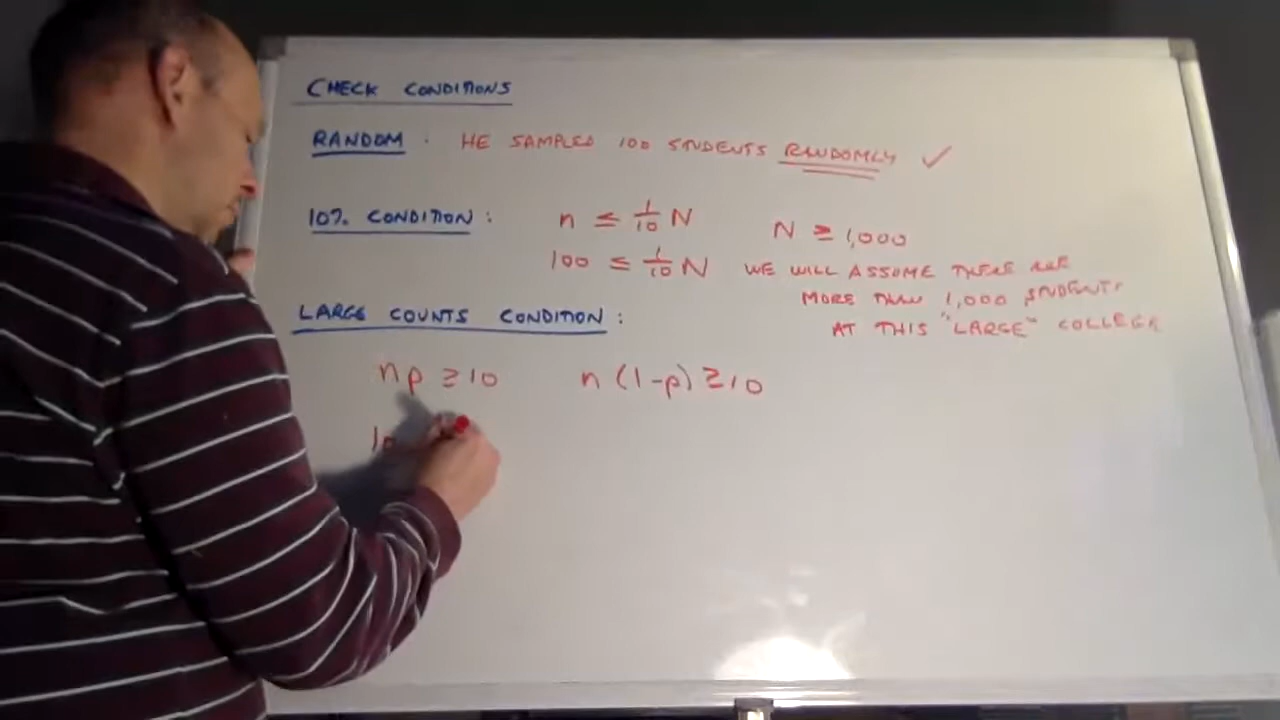 CHECK CONDITIONS
RANDOM : HE SAMPLED 100 STUDENTS RANDOMLY ✓
10% CONDITION : n ≤ 1/10 N N ≥ 1,000
100 ≤ 1/10 N WE WILL ASSUME THERE ARE
MORE THAN 1,000 STUDENTS
AT THIS "LARGE" COLLEGE
LARGE COUNTS CONDITION :
np ≥ 10 n(1-p) ≥ 10